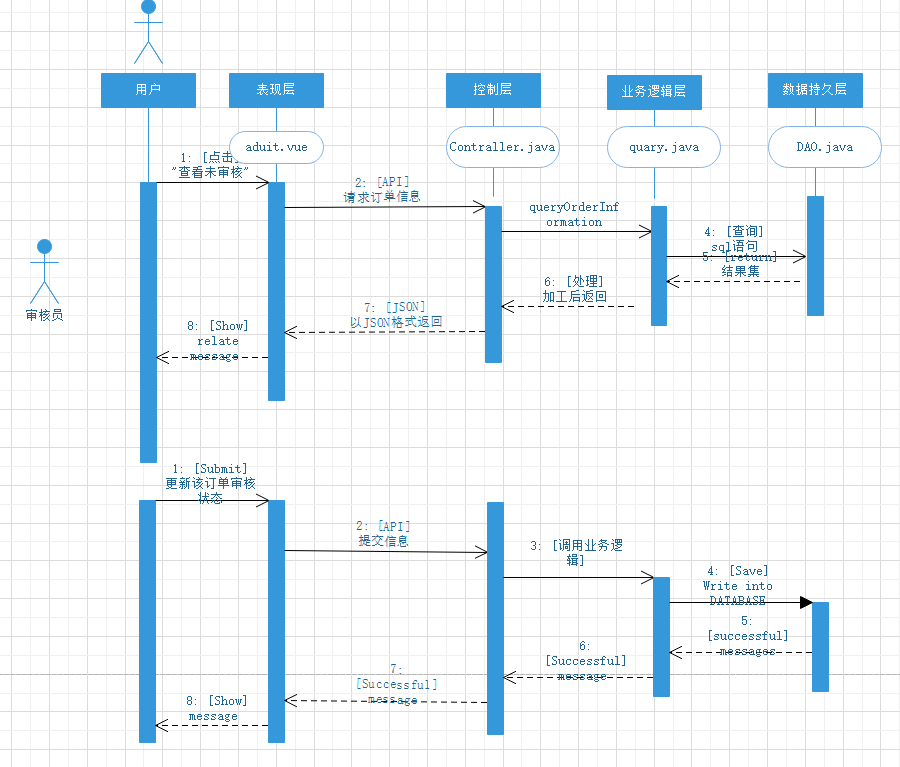 用户
表现层
控制层
业务逻辑层
数据持久层
aduit.vue
Contraller.java
quary.java
DAO.java
1: [点击]
"查看未审核"
2: [API]
请求订单信息
queryOrderInf
ormation
4: [查询]
sql语句
5: [return]
结果集
6: [处理]
加工后返回
7: [JSON]
以JSON格式返回
8: [Show]
relate
message
审核员
1: [Submit]
更新该订单审核
状态
2: [API]
提交信息
3: [调用业务逻
辑]
4: [Save]
Write into
DATABASE
5:
[successful]
messages
6:
[Successful]
message
7:
[Successful]
message
8: [Show]
message